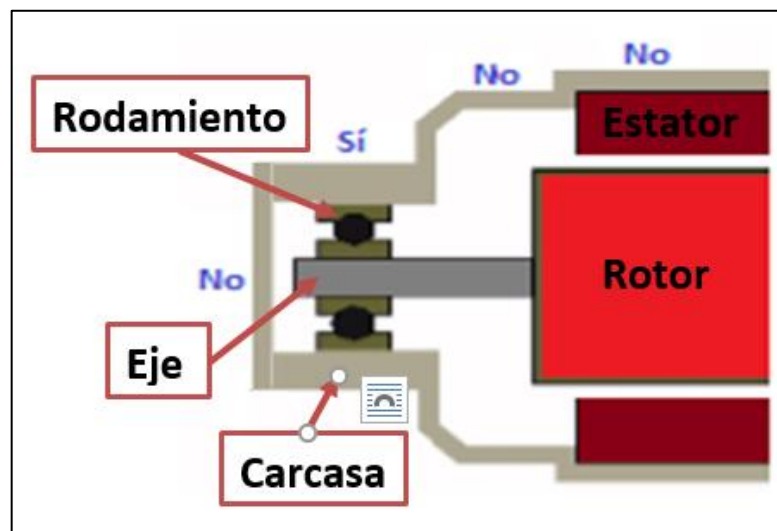 No
No
Rodamiento
Sí
Estator
No
Rotor
Eje
Carcasa